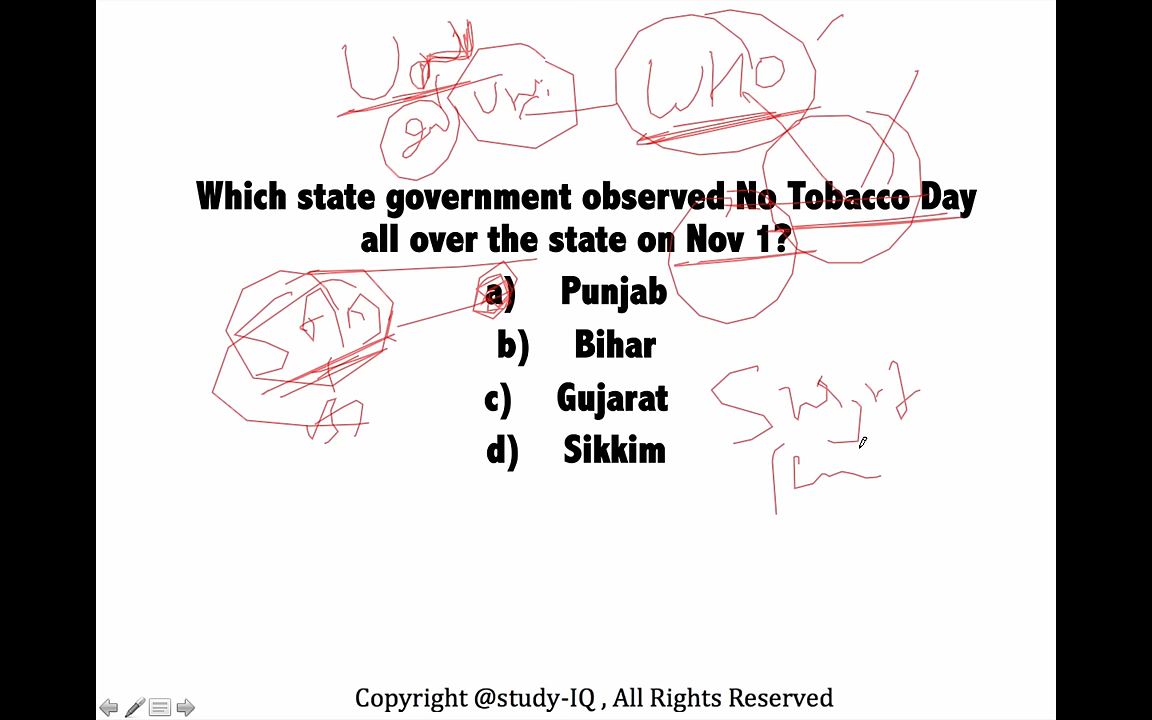 WHO
Which state government observed No Tobacco Day
all over the state on Nov 1?
a) Punjab
b) Bihar
c) Gujarat
d) Sikkim
Copyright @study-IQ , All Rights Reserved